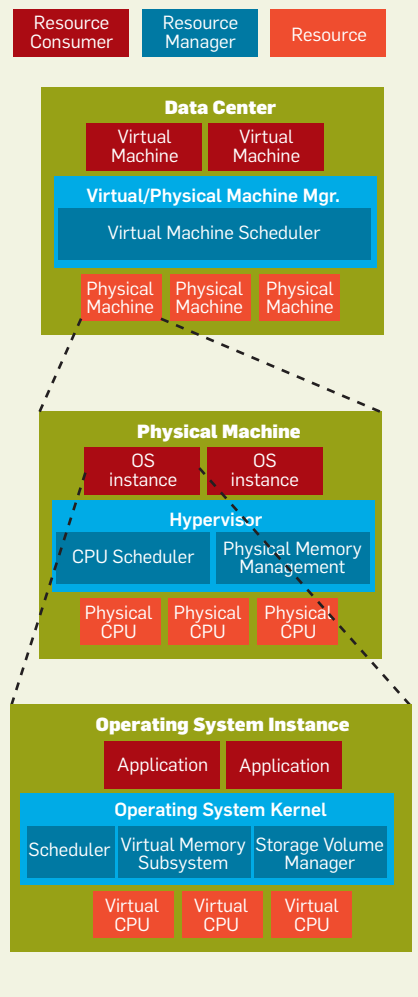 Resource
Consumer
Resource
Manager
Resource
Data Center
Virtual
Machine
Virtual
Machine
Virtual/Physical Machine Mgr.
Virtual Machine Scheduler
Physical
Machine
Physical
Machine
Physical
Machine
Physical Machine
OS
instance
OS
instance
Hypervisor
CPU Scheduler
Physical Memory
Management
Physical
CPU
Physical
CPU
Physical
CPU
Operating System Instance
Application
Application
Operating System Kernel
Scheduler
Virtual Memory
Subsystem
Storage Volume
Manager
Virtual
CPU
Virtual
CPU
Virtual
CPU